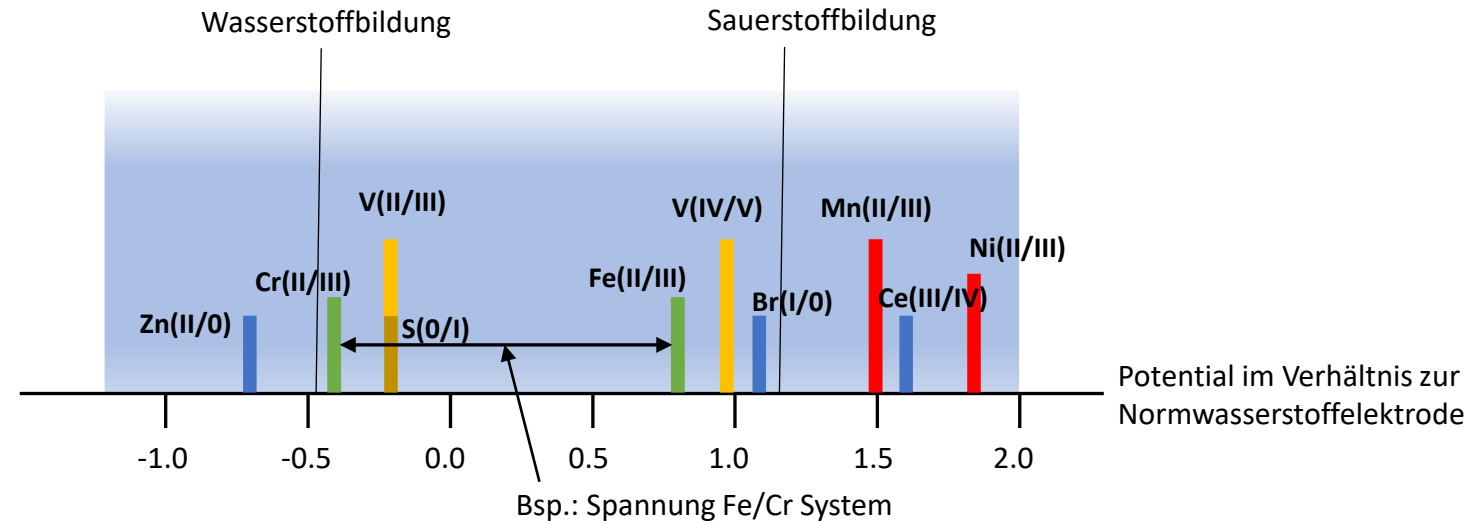 Wasserstoffbildung
Sauerstoffbildung
V(II/III)
V(IV/V)
Mn(II/III)
Ni(II/III)
Cr(II/III)
Fe(II/III)
Br(I/0)
Ce(III/IV)
Zn(II/0)
S(0/I)
Potential im Verhältnis zur
Normwasserstoffelektrode
-1.0
-0.5
0.0
0.5
1.0
1.5
2.0
Bsp.: Spannung Fe/Cr System